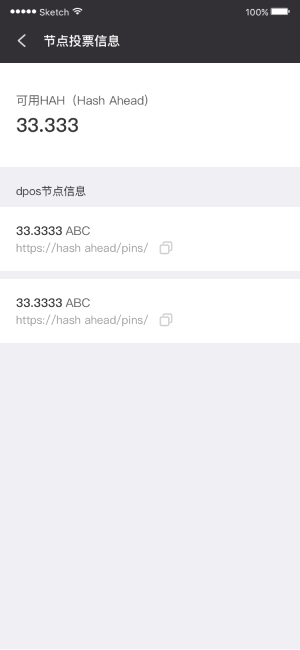 Sketch 100%
节点投票信息
可用HAH（Hash Ahead）
33.333
dpos节点信息
33.3333 ABC
https://hash ahead/pins/
33.3333 ABC
https://hash ahead/pins/